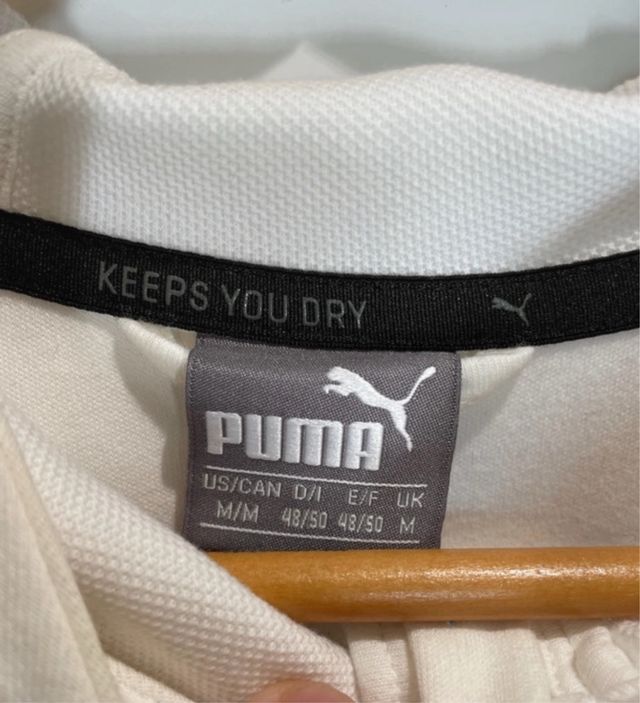 KEEPS YOU DRY
PUMA
US/CAN D/I E/F UK
M/M 48/50 48/50 M